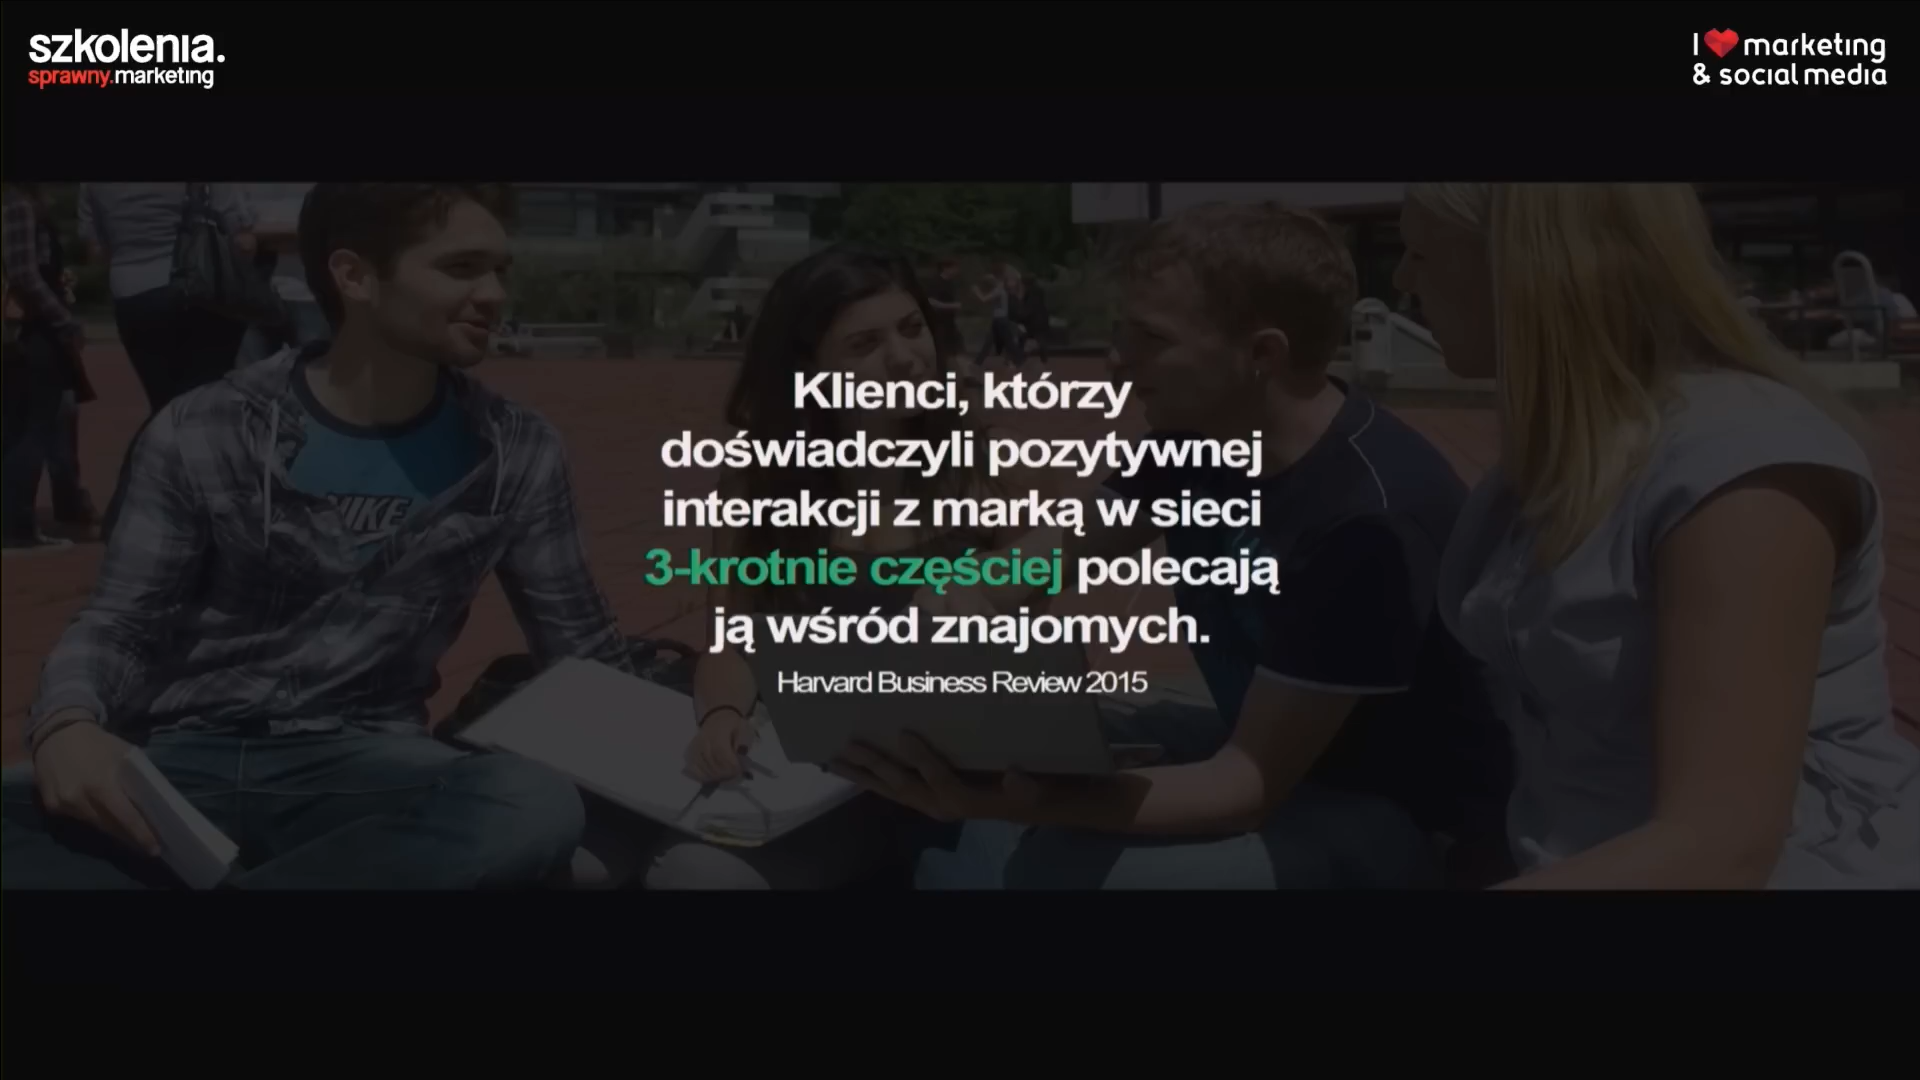 szkolenia.
sprawny.marketing
I marketing
& social media
NIKE
Klienci, którzy
doświadczyli pozytywnej
interakcji z marką w sieci
3-krotnie częściej polecają
ją wśród znajomych.
Harvard Business Review 2015